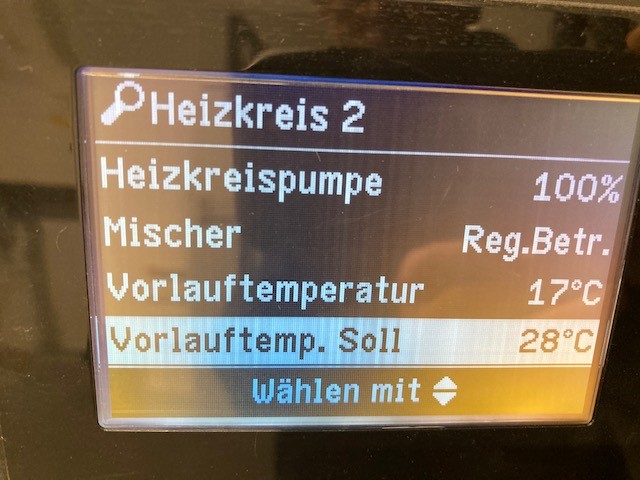 Heizkreis 2
Heizkreispumpe 100%
Mischer Reg.Betr.
Vorlauftemperatur 17°C
Vorlauftemp. Soll 28°C
Wählen mit